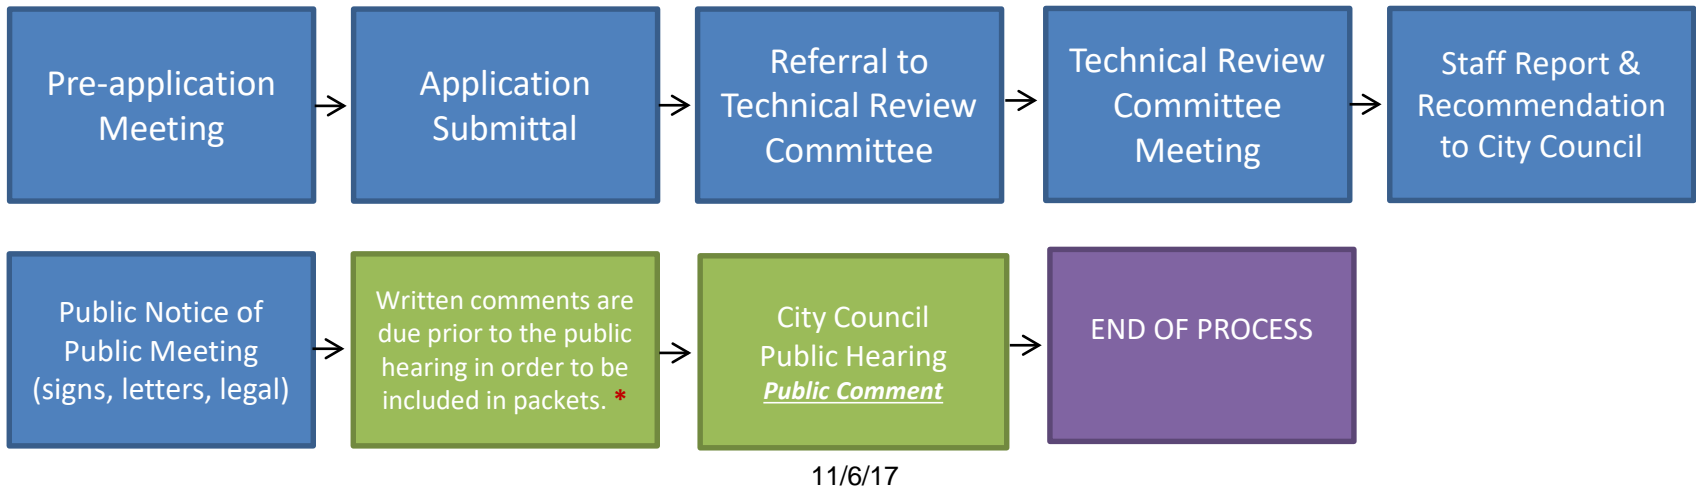 Pre-application
Meeting
Application
Submittal
Referral to
Technical Review
Committee
Technical Review
Committee
Meeting
Staff Report &
Recommendation
to City Council
Public Notice of
Public Meeting
(signs, letters, legal)
Written comments are
due prior to the public
hearing in order to be
included in packets. *
City Council
Public Hearing
Public Comment
END OF PROCESS
11/6/17